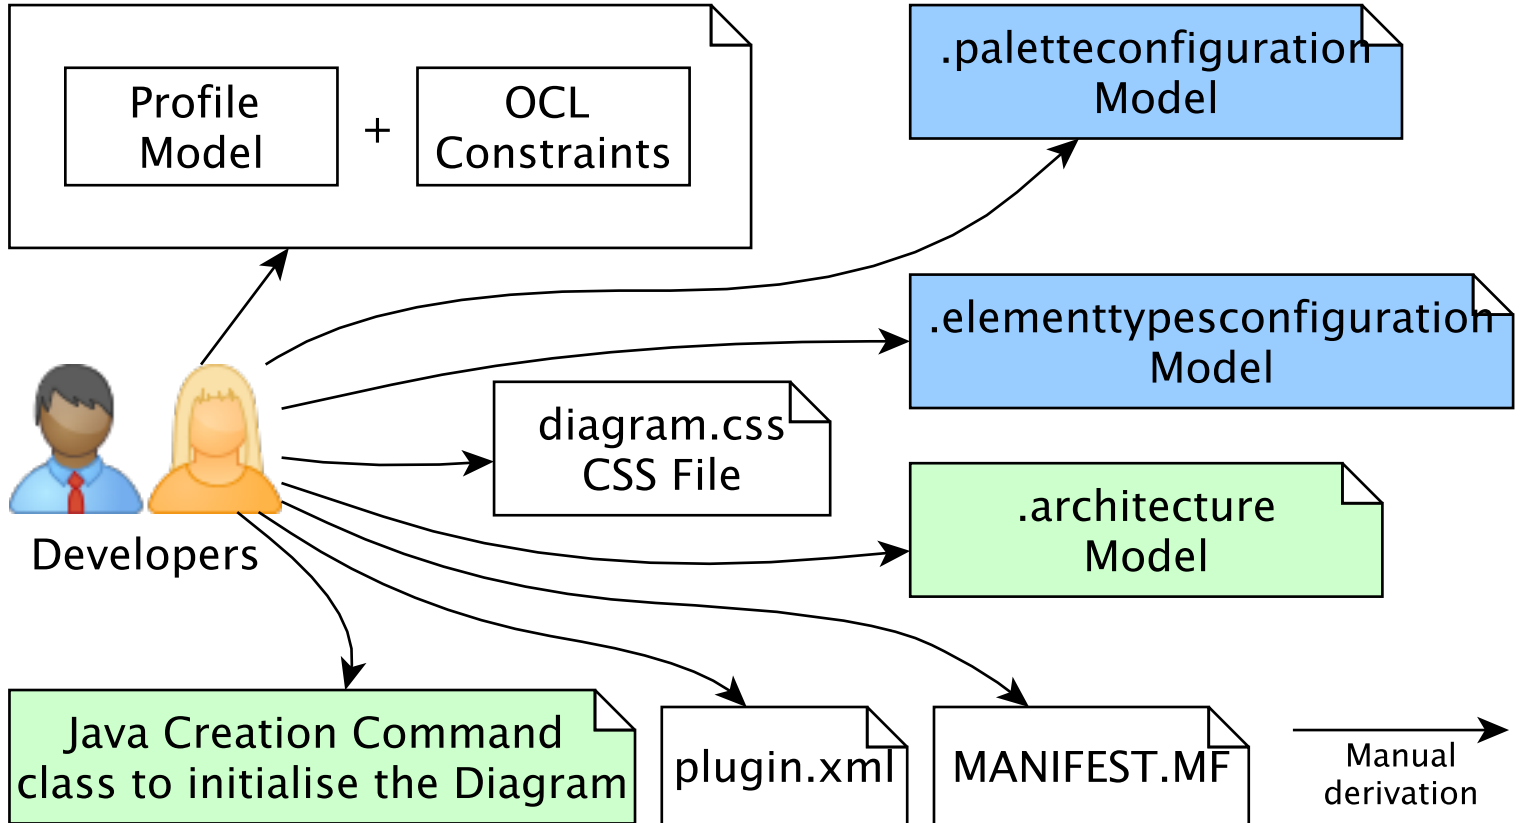 Profile
Model
+
OCL
Constraints
.paletteconfiguration
Model
.elementtypesconfiguration
Model
diagram.css
CSS File
.architecture
Model
Developers
Java Creation Command
class to initialise the Diagram
plugin.xml
MANIFEST.MF
Manual
derivation